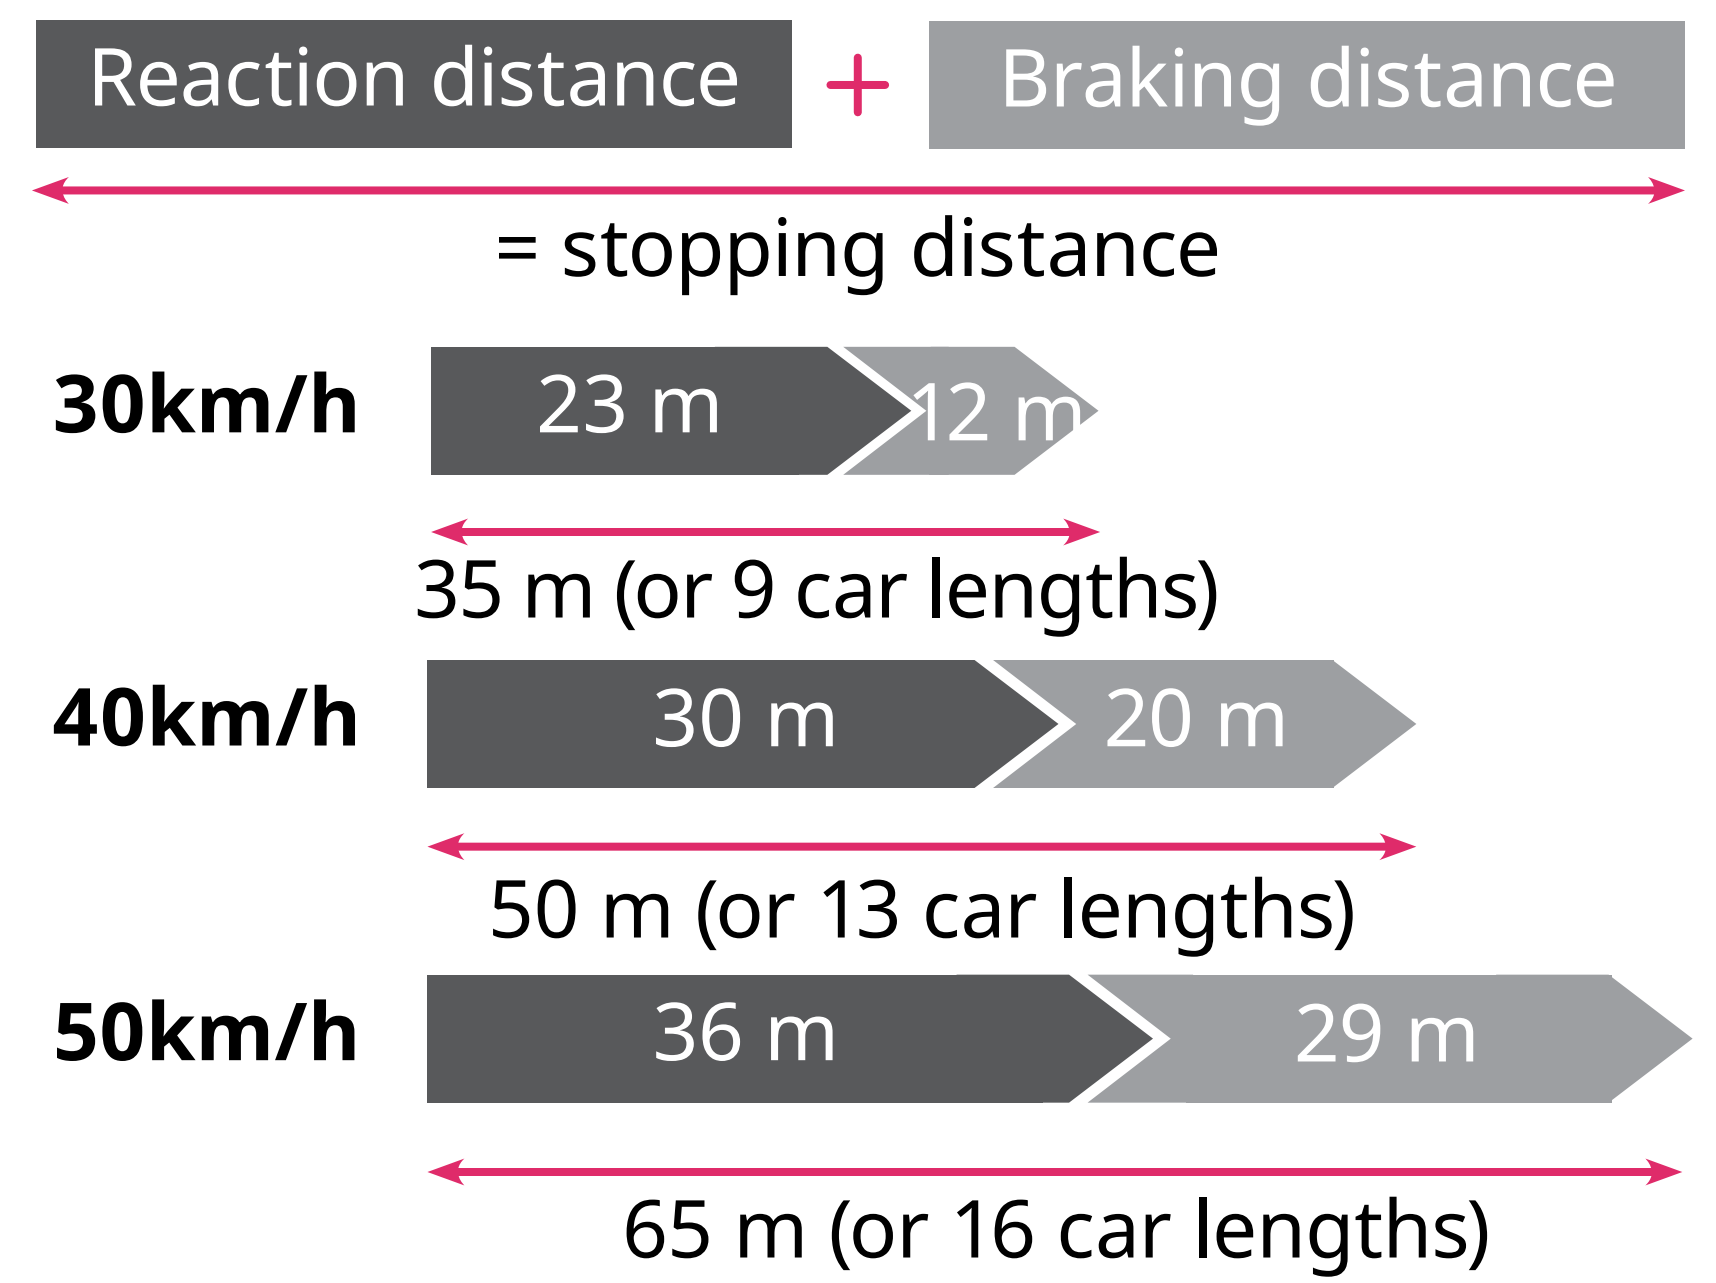 Reaction distance + Braking distance
= stopping distance
30km/h 23 m 12 m
35 m (or 9 car lengths)
40km/h 30 m 20 m
50 m (or 13 car lengths)
50km/h 36 m 29 m
65 m (or 16 car lengths)